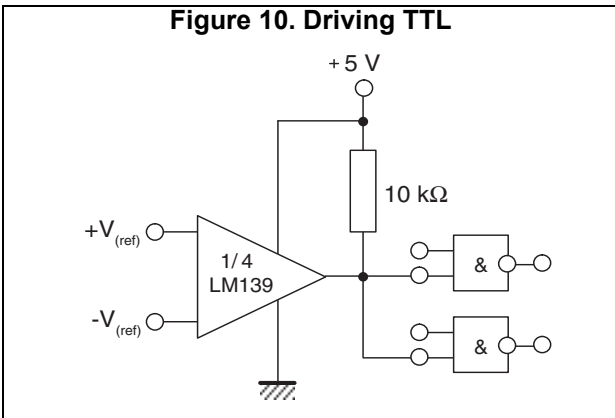 Figure 10. Driving TTL
+ 5 V
10 kΩ
+V(ref)
1/ 4
LM139
&
-V(ref)
&